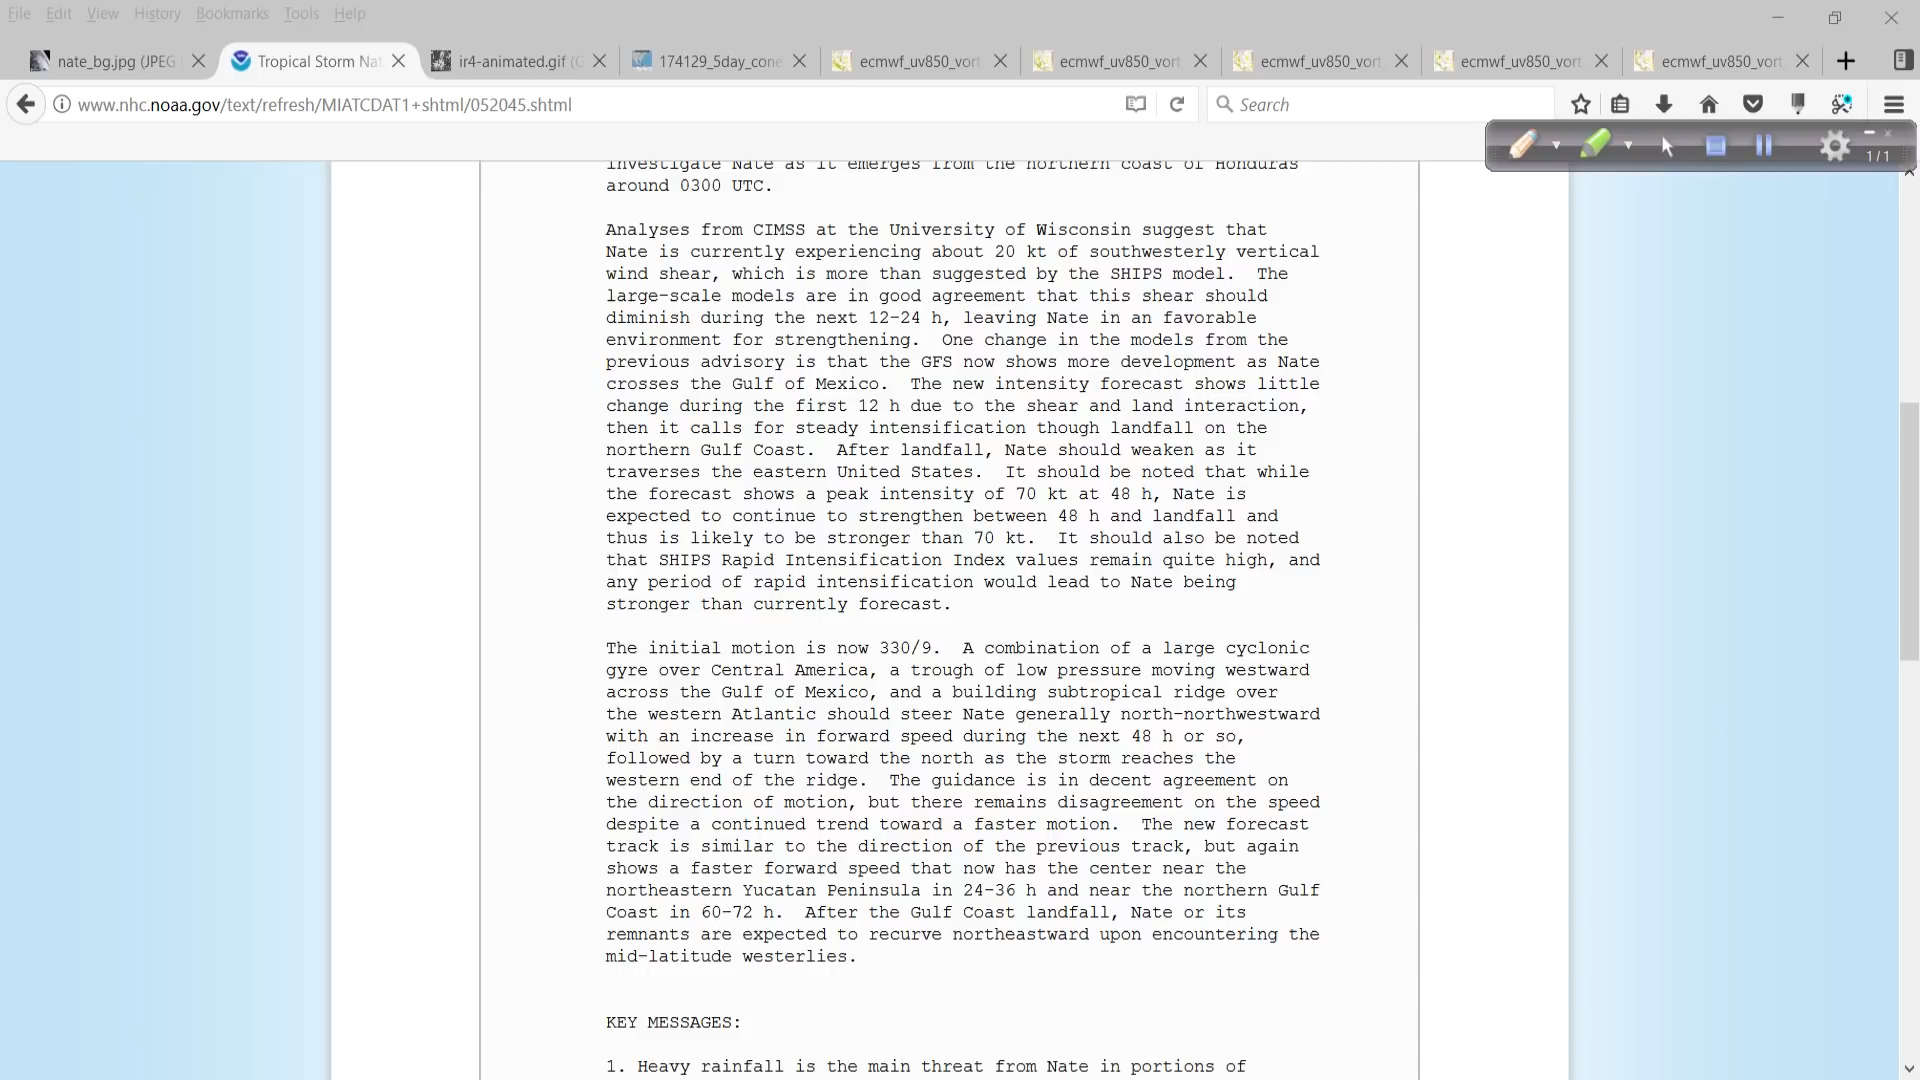 File Edit View History Bookmarks Tools Help
nate_bg.jpg (JPEG
Tropical Storm Nat
ir4-animated.gif (G
174129_5day_cone
ecmwf_uv850_vort
ecmwf_uv850_vort
ecmwf_uv850_vort
ecmwf_uv850_vort
ecmwf_uv850_vort
www.nhc.noaa.gov/text/refresh/MIATCDAT1+shtml/052045.shtml
Search
1/1
investigate Nate as it emerges from the northern coast of Honduras
around 0300 UTC.
Analyses from CIMSS at the University of Wisconsin suggest that
Nate is currently experiencing about 20 kt of southwesterly vertical
wind shear, which is more than suggested by the SHIPS model. The
large-scale models are in good agreement that this shear should
diminish during the next 12-24 h, leaving Nate in an favorable
environment for strengthening. One change in the models from the
previous advisory is that the GFS now shows more development as Nate
crosses the Gulf of Mexico. The new intensity forecast shows little
change during the first 12 h due to the shear and land interaction,
then it calls for steady intensification though landfall on the
northern Gulf Coast. After landfall, Nate should weaken as it
traverses the eastern United States. It should be noted that while
the forecast shows a peak intensity of 70 kt at 48 h, Nate is
expected to continue to strengthen between 48 h and landfall and
thus is likely to be stronger than 70 kt. It should also be noted
that SHIPS Rapid Intensification Index values remain quite high, and
any period of rapid intensification would lead to Nate being
stronger than currently forecast.
The initial motion is now 330/9. A combination of a large cyclonic
gyre over Central America, a trough of low pressure moving westward
across the Gulf of Mexico, and a building subtropical ridge over
the western Atlantic should steer Nate generally north-northwestward
with an increase in forward speed during the next 48 h or so,
followed by a turn toward the north as the storm reaches the
western end of the ridge. The guidance is in decent agreement on
the direction of motion, but there remains disagreement on the speed
despite a continued trend toward a faster motion. The new forecast
track is similar to the direction of the previous track, but again
shows a faster forward speed that now has the center near the
northeastern Yucatan Peninsula in 24-36 h and near the northern Gulf
Coast in 60-72 h. After the Gulf Coast landfall, Nate or its
remnants are expected to recurve northeastward upon encountering the
mid-latitude westerlies.
KEY MESSAGES:
1. Heavy rainfall is the main threat from Nate in portions of